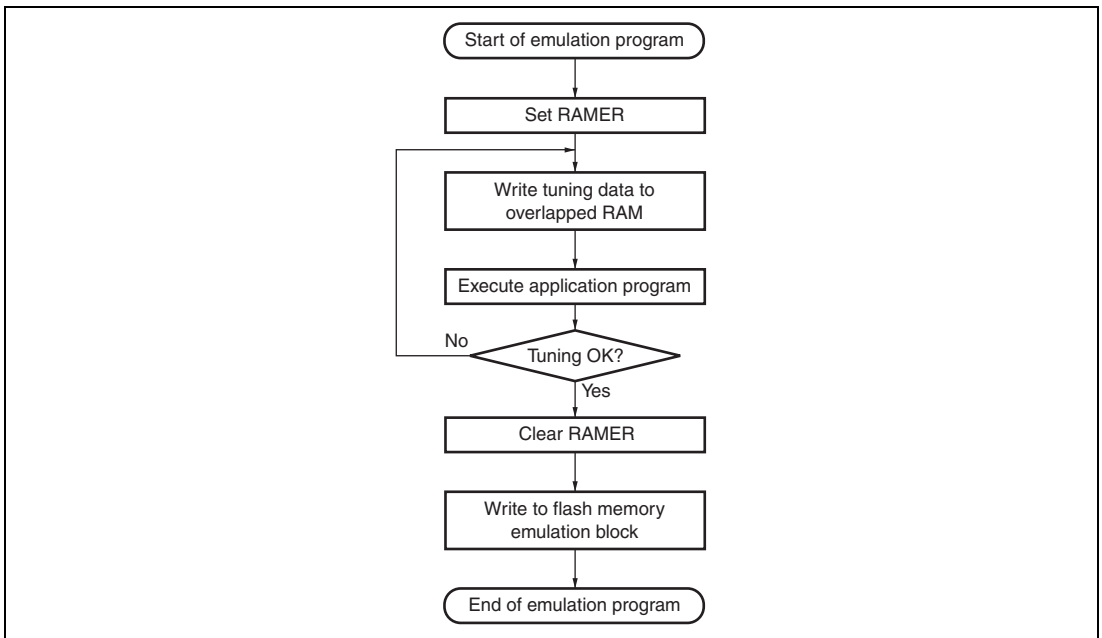 Start of emulation program
Set RAMER
Write tuning data to
overlapped RAM
Execute application program
No
Tuning OK?
Yes
Clear RAMER
Write to flash memory
emulation block
End of emulation program